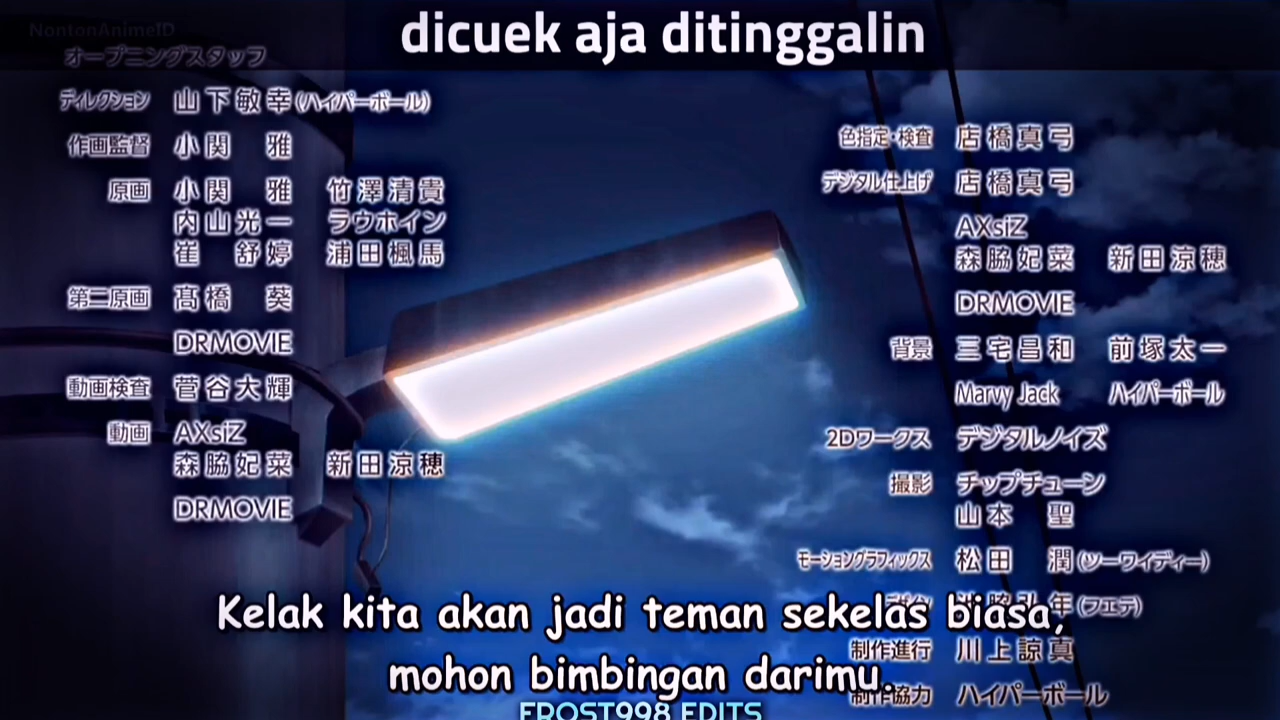 dicuek aja ditinggalin
NontonAnimeID
オープニングスタッフ
ディレクション 山下敏幸(ハイパーボール)
作画監督 小関 雅
原画 小関 雅 竹澤清貴
内山光一 ラウホイン
崔 舒婷 浦田楓馬
第二原画 髙橋 葵
DRMOVIE
動画検査 菅谷大輝
動画 AXsiZ
森脇妃菜 新田涼穂
DRMOVIE
色指定・検査 店橋真弓
デジタル仕上げ 店橋真弓
AXsiZ
森脇妃菜 新田涼穂
DRMOVIE
背景 三宅昌和 前塚太一
Marvy Jack ハイパーボール
2Dワークス デジタルノイズ
撮影 チップチューン
山本 聖
モーショングラフィックス 松田 潤(ツーワイディー)
年(フエテ)
制作進行 川上諒真
制作協力 ハイパーボール
Kelak kita akan jadi teman sekelas biasa,
mohon bimbingan darimu.
FROST998 EDITS